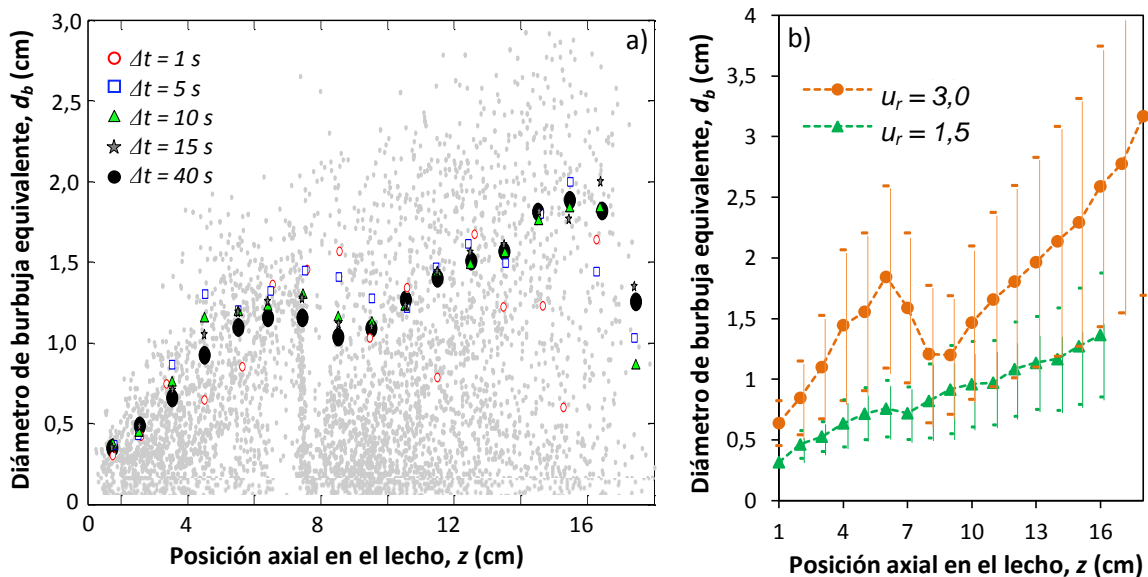 Diámetro de burbuja equivalente, db (cm)
3,0
2,5
2,0
1,5
1,0
0,5
0
a)
Δt = 1 s
Δt = 5 s
Δt = 10 s
Δt = 15 s
Δt = 40 s
0 4 8 12 16
Posición axial en el lecho, z (cm)
Diámetro de burbuja equivalente, db (cm)
4
3,5
3
2,5
2
1,5
1
0,5
0
b)
ur = 3,0
ur = 1,5
1 4 7 10 13 16
Posición axial en el lecho, z (cm)